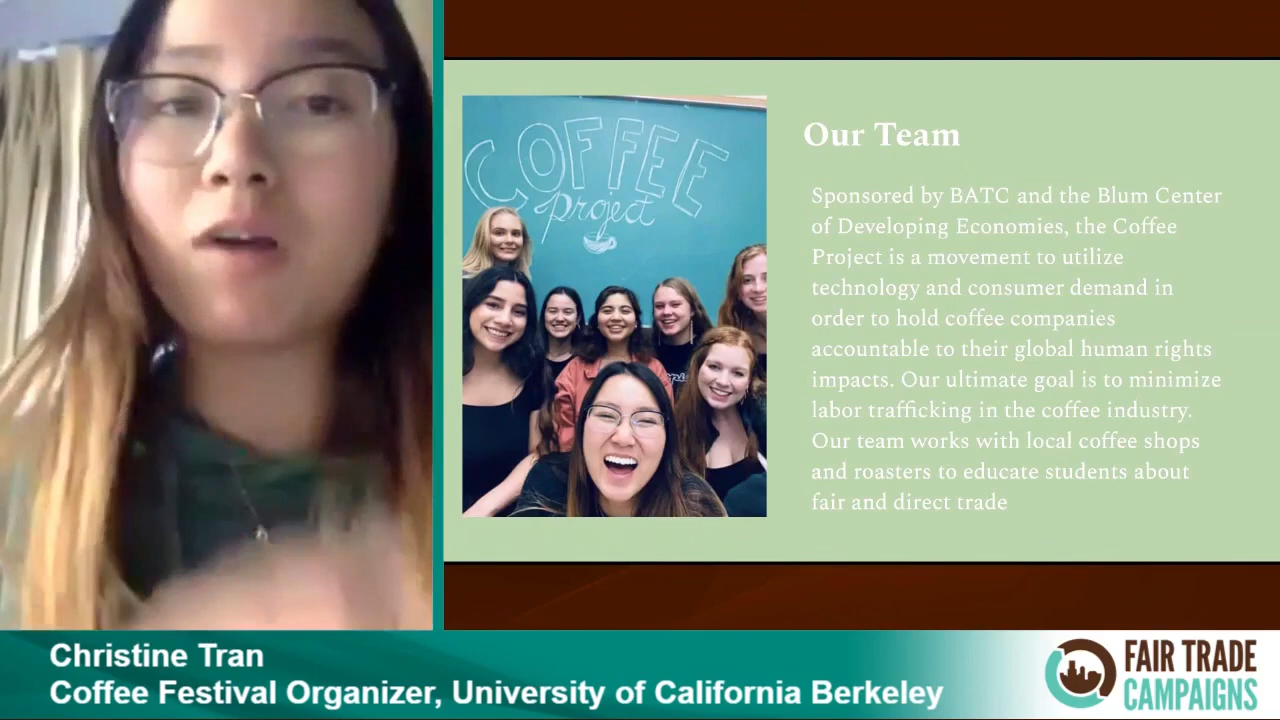 COFFEE
project
Our Team
Sponsored by BATC and the Blum Center
of Developing Economies, the Coffee
Project is a movement to utilize
technology and consumer demand in
order to hold coffee companies
accountable to their global human rights
impacts. Our ultimate goal is to minimize
labor trafficking in the coffee industry.
Our team works with local coffee shops
and roasters to educate students about
fair and direct trade
Christine Tran
Coffee Festival Organizer, University of California Berkeley
FAIR TRADE
CAMPAIGNS